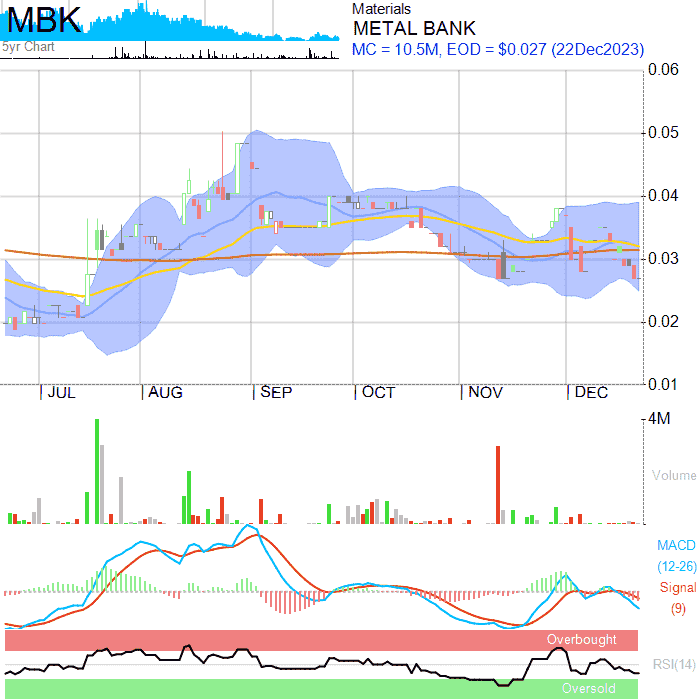 MBK
5yr Chart
Materials
METAL BANK
MC = 10.5M, EOD = $0.027 (22Dec2023)
0.06
0.05
0.04
0.03
0.02
0.01
JUL AUG SEP OCT NOV DEC
4M
Volume
MACD
(12-26)
Signal
(9)
Overbought
RSI(14)
Oversold